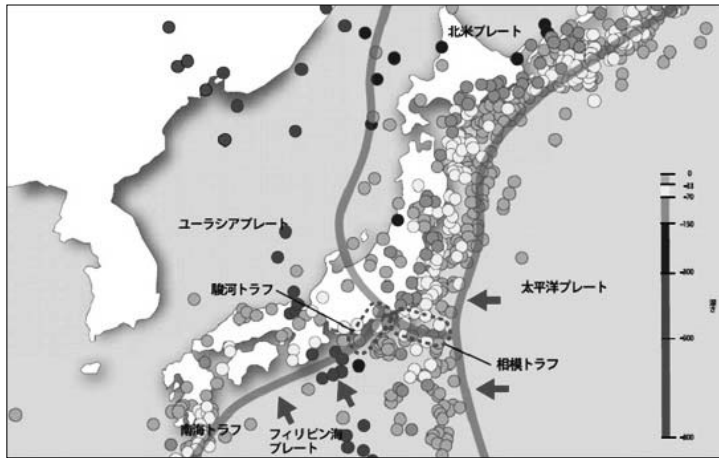 北米プレート
ユーラシアプレート
駿河トラフ
太平洋プレート
相模トラフ
南海トラフ
フィリピン海
プレート
0
-70
-150
-300